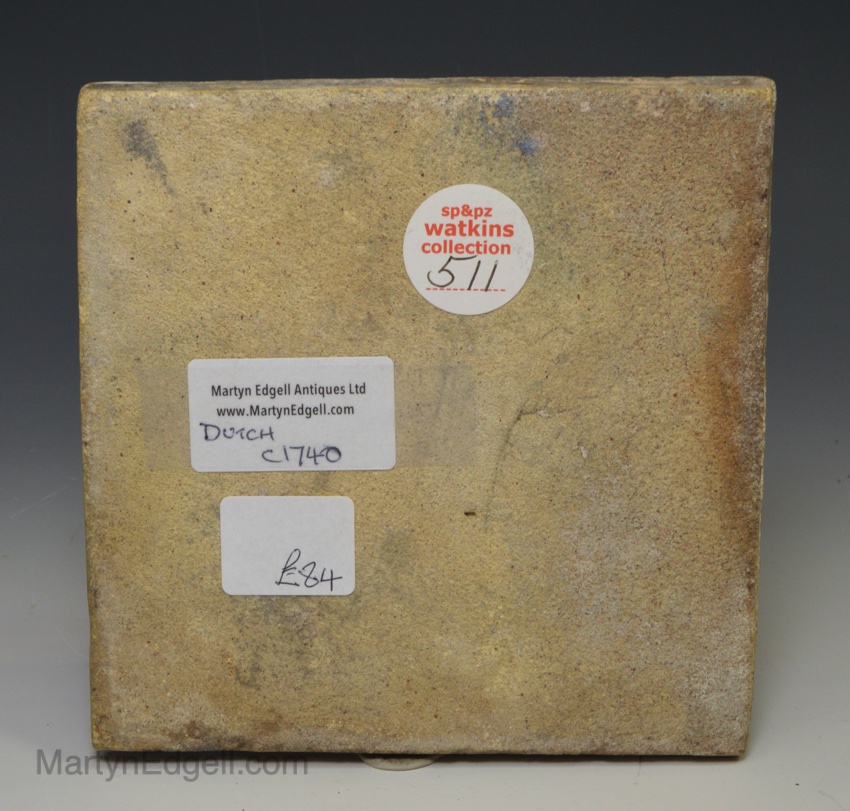 sp&pz
watkins
collection
511
Martyn Edgell Antiques Ltd
www.MartynEdgell.com
DUTCH
C1740
£84
MartynEdgell.com